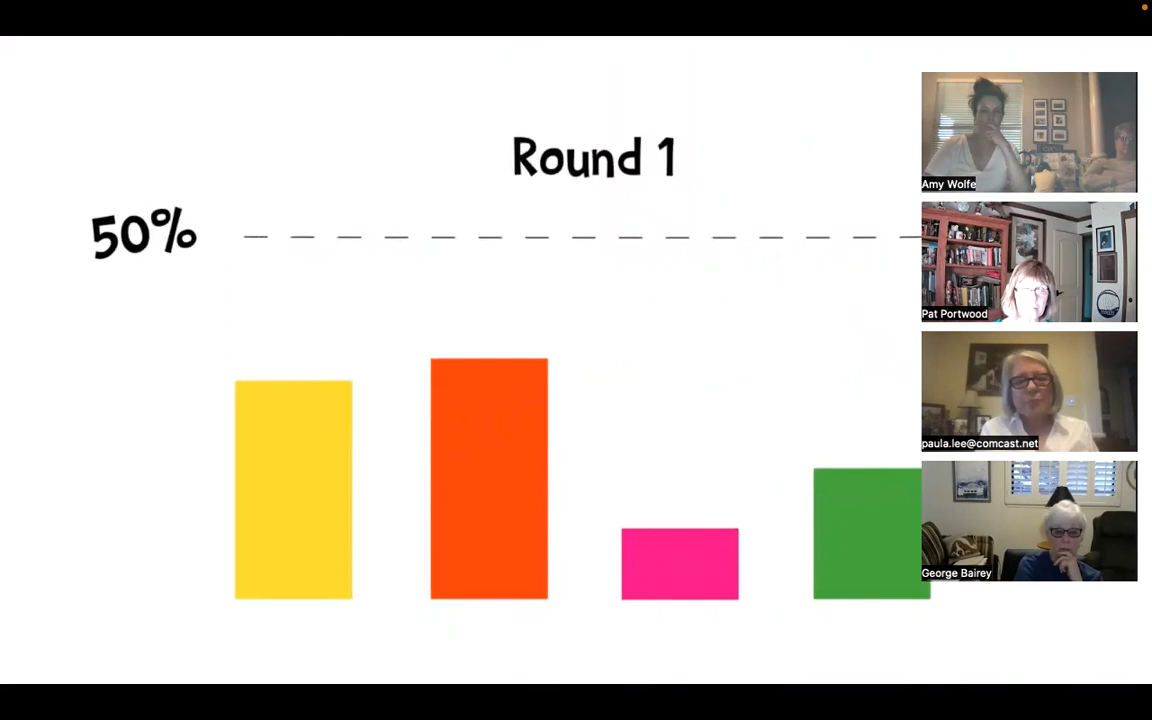 Round 1
50%
Amy Wolfe
Pat Portwood
paula.lee@comcast.net
George Bairey